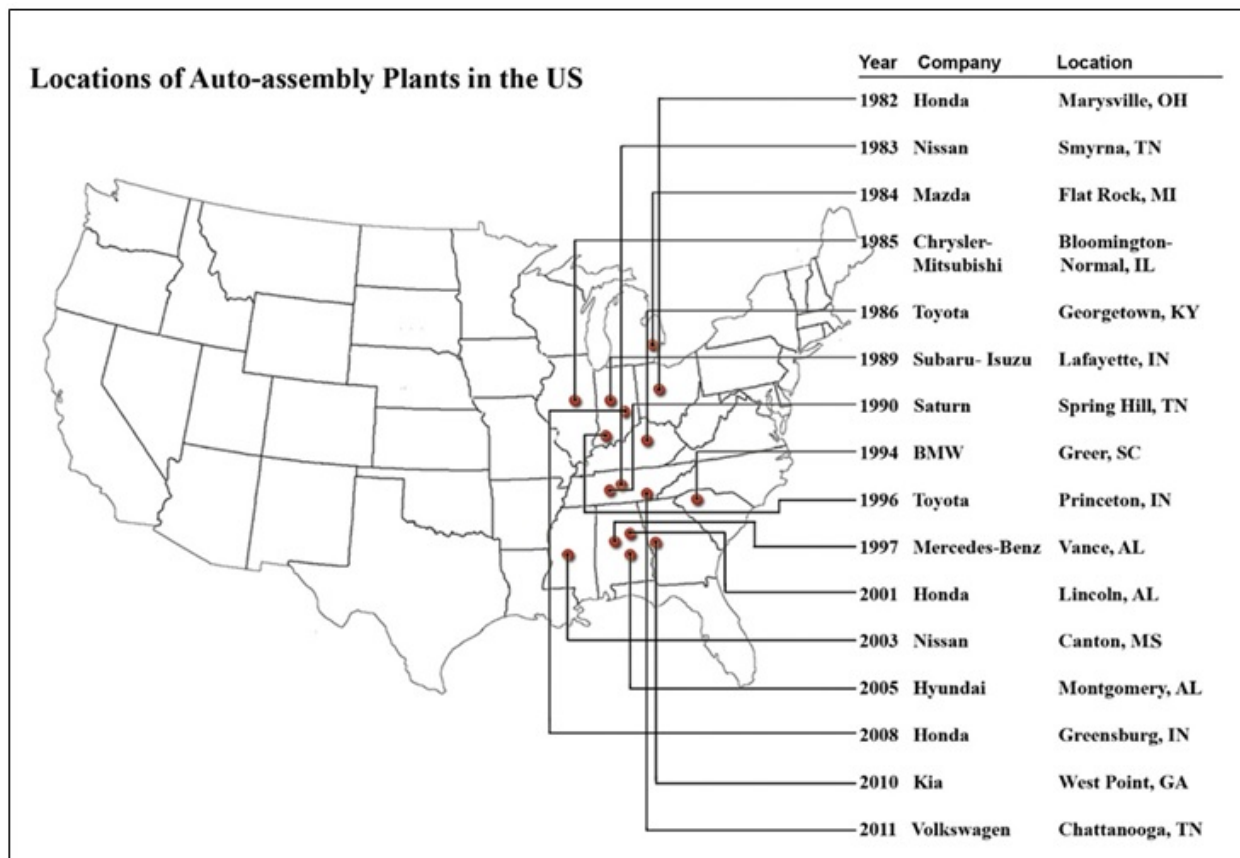 Locations of Auto-assembly Plants in the US
Year Company Location
1982 Honda Marysville, OH
1983 Nissan Smyrna, TN
1984 Mazda Flat Rock, MI
1985 Chrysler- Bloomington-
Mitsubishi Normal, IL
1986 Toyota Georgetown, KY
1989 Subaru- Isuzu Lafayette, IN
1990 Saturn Spring Hill, TN
1994 BMW Greer, SC
1996 Toyota Princeton, IN
1997 Mercedes-Benz Vance, AL
2001 Honda Lincoln, AL
2003 Nissan Canton, MS
2005 Hyundai Montgomery, AL
2008 Honda Greensburg, IN
2010 Kia West Point, GA
2011 Volkswagen Chattanooga, TN